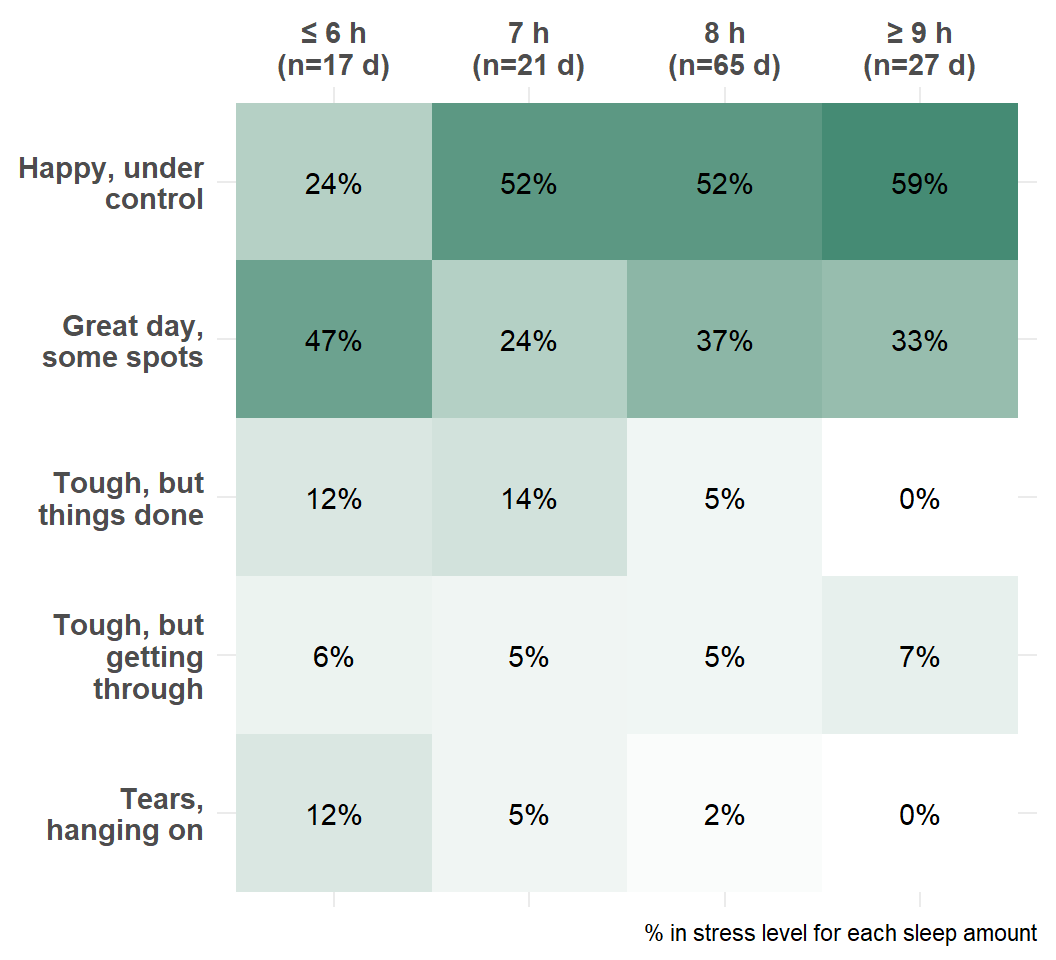 ≤ 6 h 7 h 8 h ≥ 9 h
(n=17 d) (n=21 d) (n=65 d) (n=27 d)
Happy, under
control
24% 52% 52% 59%
Great day,
some spots
47% 24% 37% 33%
Tough, but
things done
12% 14% 5% 0%
Tough, but
getting
through
6% 5% 5% 7%
Tears,
hanging on
12% 5% 2% 0%
% in stress level for each sleep amount